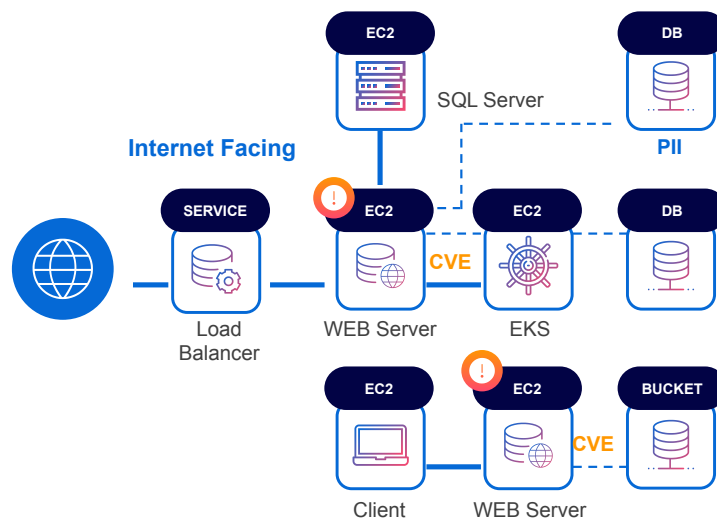 EC2
DB
SQL Server
Internet Facing
PII
SERVICE
!
EC2
EC2
DB
CVE
Load
Balancer
WEB Server
EKS
EC2
!
EC2
BUCKET
CVE
Client
WEB Server